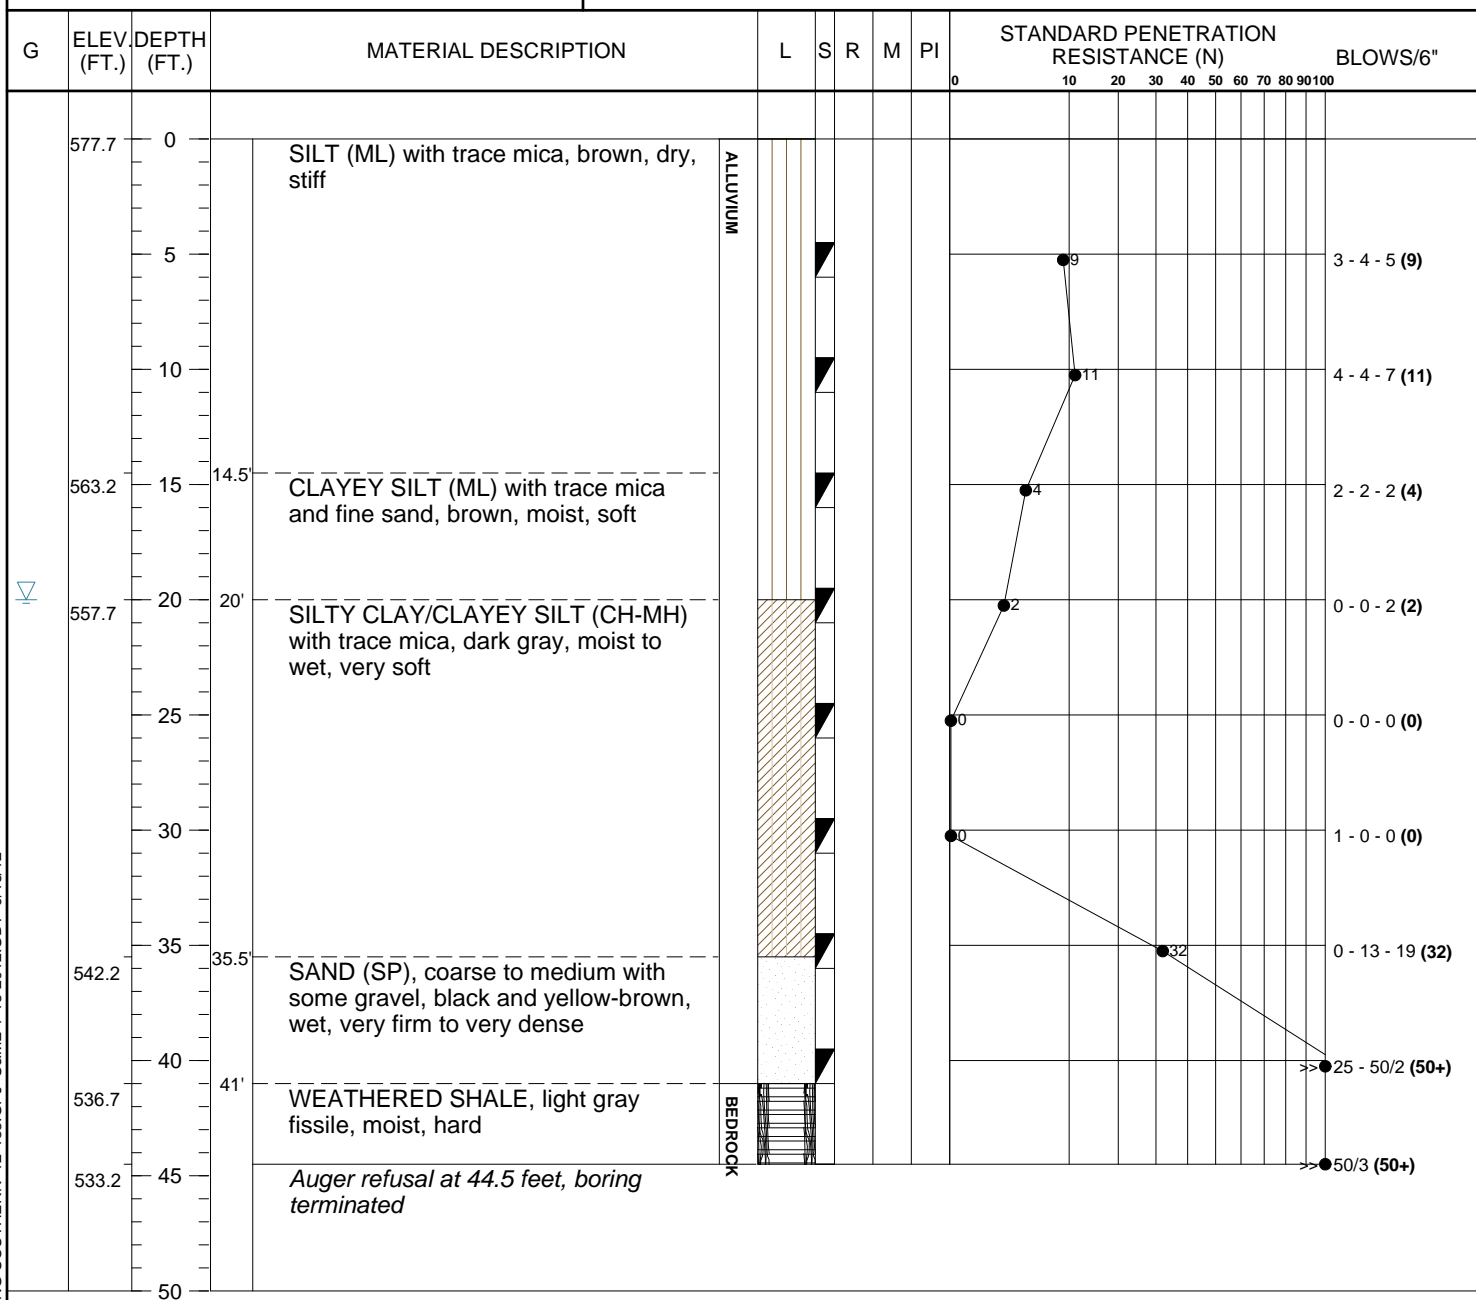 G
ELEV. (FT.)
DEPTH (FT.)
MATERIAL DESCRIPTION
L
S
R
M
PI
STANDARD PENETRATION
RESISTANCE (N)
0 10 20 30 40 50 60 70 80 90 100
BLOWS/6"
577.7
0
SILT (ML) with trace mica, brown, dry,
stiff
ALLUVIUM
5
9
3 - 4 - 5 (9)
10
11
4 - 4 - 7 (11)
14.5'
563.2
15
CLAYEY SILT (ML) with trace mica
and fine sand, brown, moist, soft
4
2 - 2 - 2 (4)
20
20'
557.7
SILTY CLAY/CLAYEY SILT (CH-MH)
with trace mica, dark gray, moist to
wet, very soft
2
0 - 0 - 2 (2)
25
0
0 - 0 - 0 (0)
30
0
1 - 0 - 0 (0)
35
32
0 - 13 - 19 (32)
35.5'
542.2
SAND (SP), coarse to medium with
some gravel, black and yellow-brown,
wet, very firm to very dense
40
>>
25 - 50/2 (50+)
41'
536.7
WEATHERED SHALE, light gray
fissile, moist, hard
BEDROCK
>>
50/3 (50+)
533.2
45
Auger refusal at 44.5 feet, boring
terminated
50